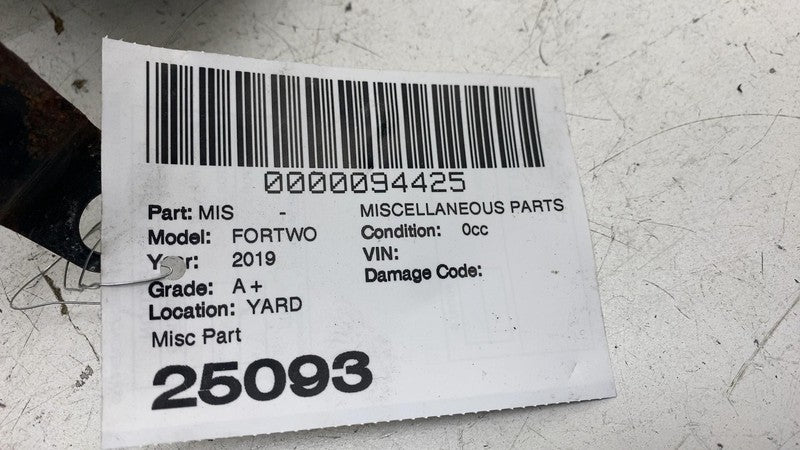 0000094425
Part: MIS - MISCELLANEOUS PARTS
Model: FORTWO Condition: 0cc
Year: 2019 VIN:
Grade: A+ Damage Code:
Location: YARD
Misc Part
25093